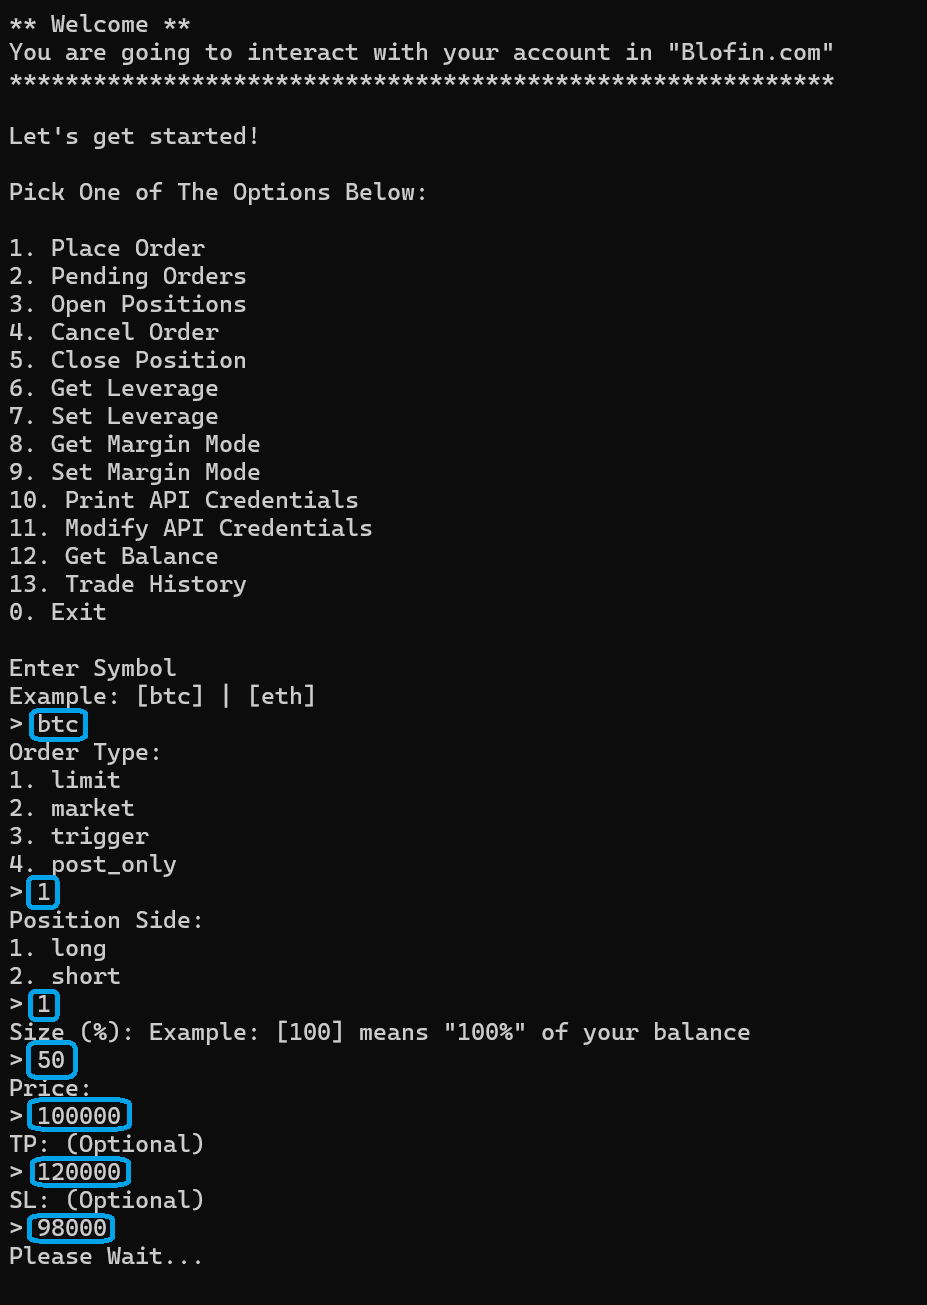 ** Welcome **
You are going to interact with your account in "Blofin.com"
***********************************************************
Let's get started!
Pick One of The Options Below:
1. Place Order
2. Pending Orders
3. Open Positions
4. Cancel Order
5. Close Position
6. Get Leverage
7. Set Leverage
8. Get Margin Mode
9. Set Margin Mode
10. Print API Credentials
11. Modify API Credentials
12. Get Balance
13. Trade History
0. Exit
Enter Symbol
Example: [btc] | [eth]
> btc
Order Type:
1. limit
2. market
3. trigger
4. post_only
> 1
Position Side:
1. long
2. short
> 1
Size (%): Example: [100] means "100%" of your balance
> 50
Price:
> 100000
TP: (Optional)
> 120000
SL: (Optional)
> 98000
Please Wait...